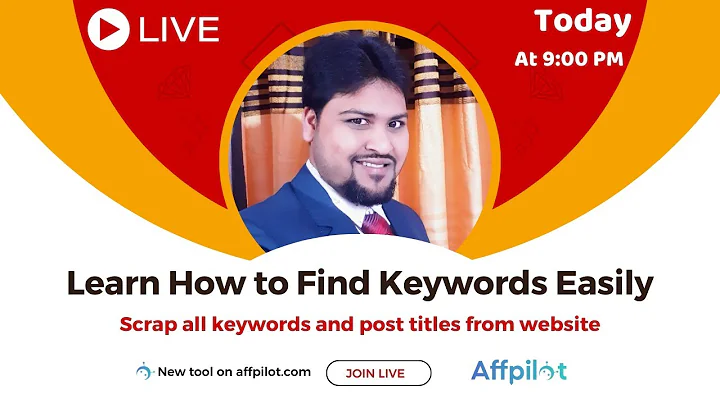 LIVE
Today
At 9:00 PM
Learn How to Find Keywords Easily
Scrap all keywords and post titles from website
New tool on affpilot.com
JOIN LIVE
Affpilot